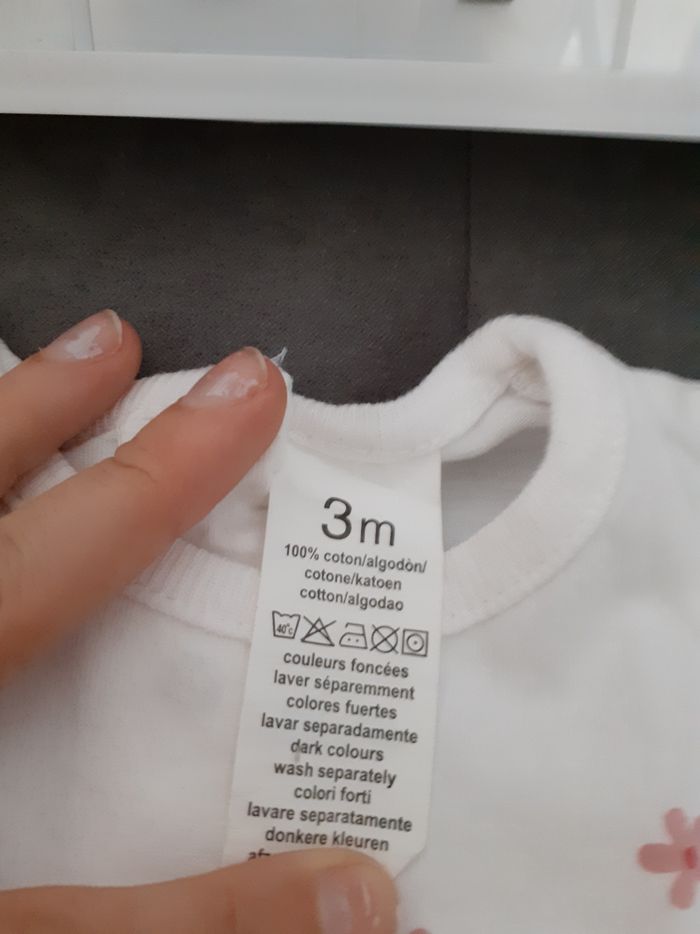 3m
100% coton/algodòn/
cotone/katoen
cotton/algodao
40°c
couleurs foncées
laver séparemment
colores fuertes
lavar separadamente
dark colours
wash separately
colori forti
lavare separatamente
donkere kleuren